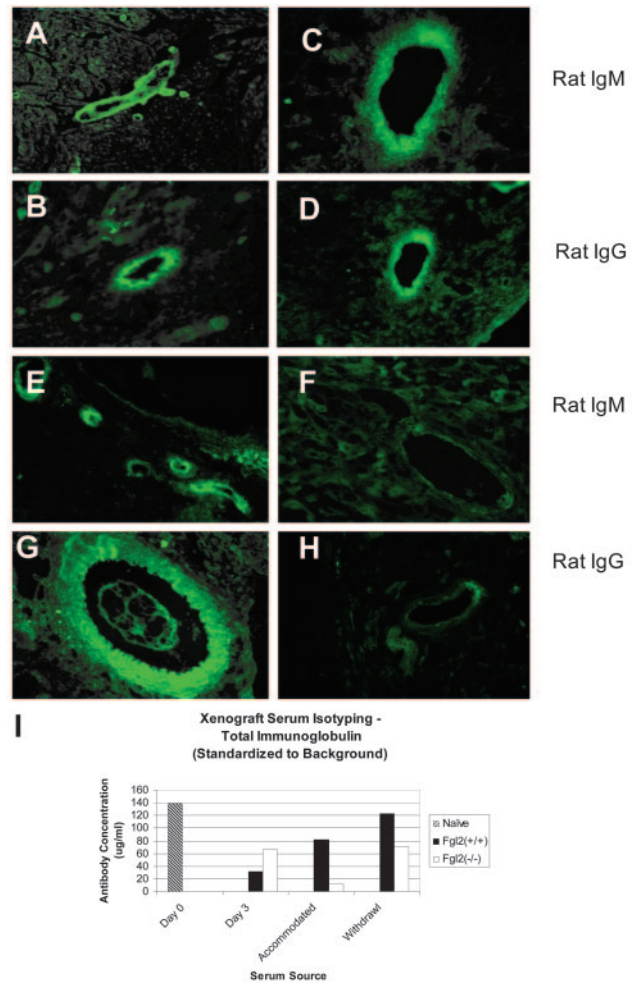 A
C
Rat IgM
B
D
Rat IgG
E
F
Rat IgM
G
H
Rat IgG
I
Xenograft Serum Isotyping -
Total Immunoglobulin
(Standardized to Background)
Antibody Concentration
(ug/ml)
160
140
120
100
80
60
40
20
0
Naïve
Fgl2(+/+)
Fgl2(-/-)
Day 0
Day 3
Accommodated
Withdrawl
Serum Source